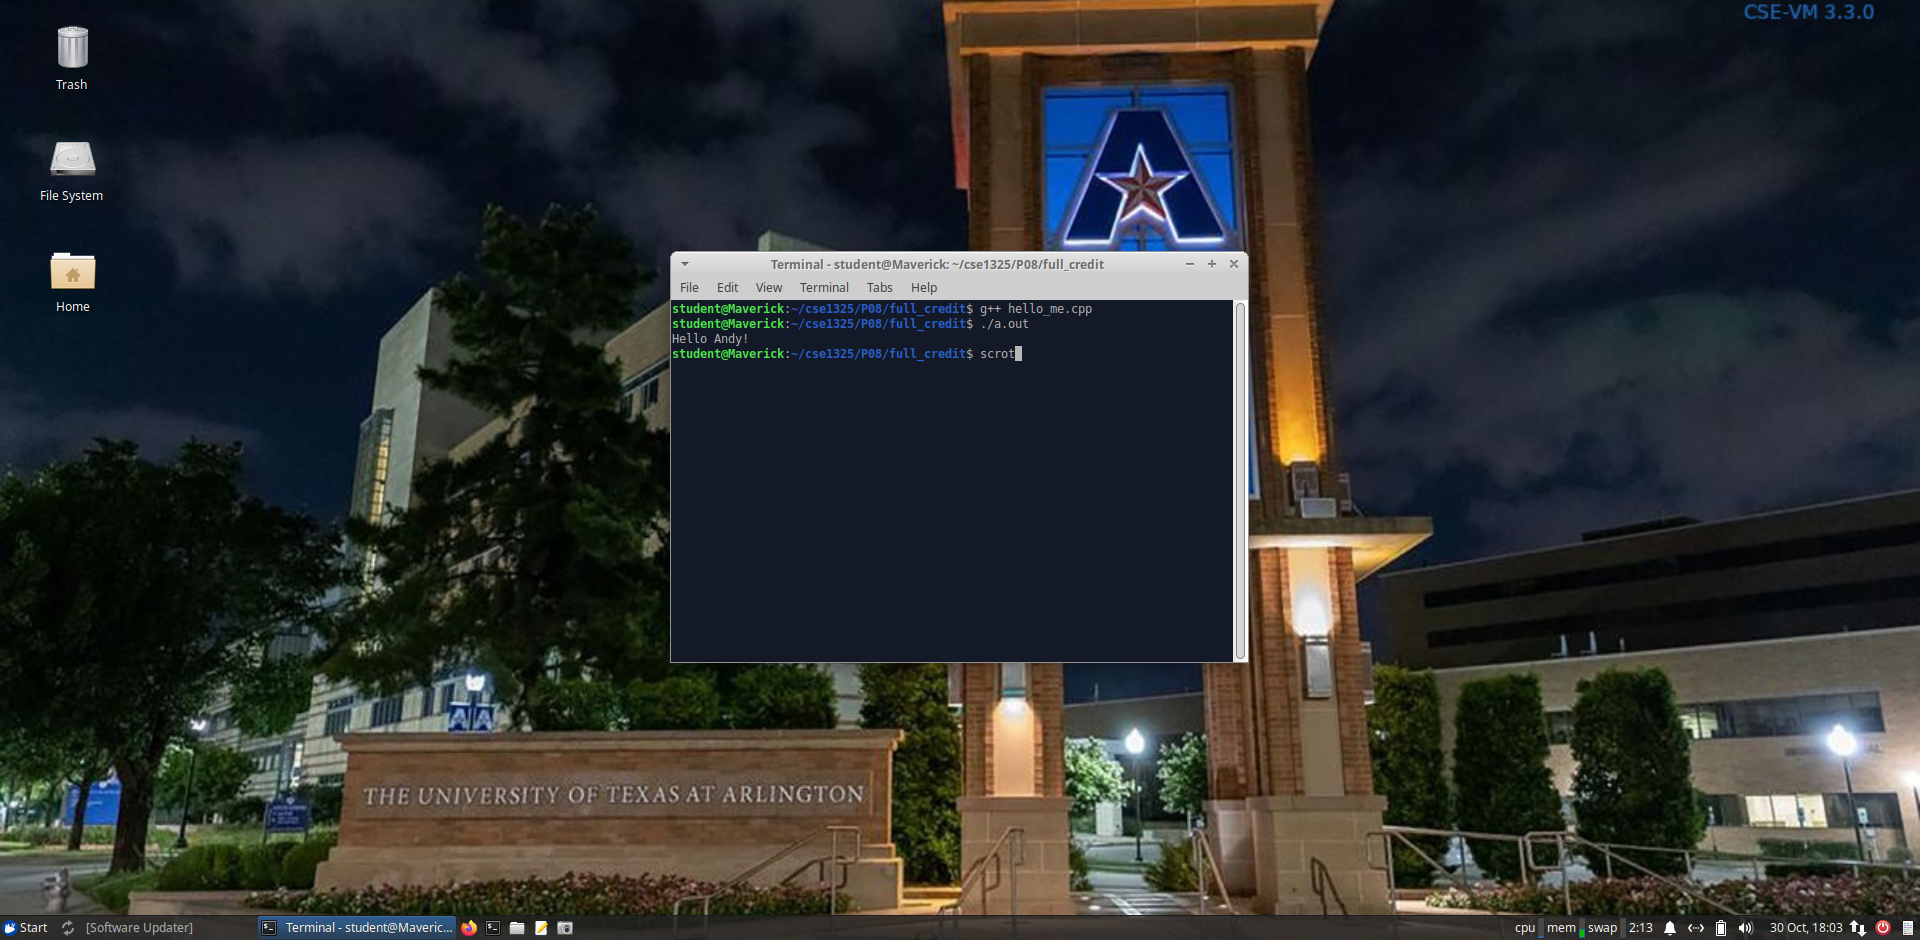 CSE-VM 3.3.0
Trash
File System
Home
Terminal - student@Maverick: ~/cse1325/P08/full_credit
File Edit View Terminal Tabs Help
student@Maverick:~/cse1325/P08/full_credit$ g++ hello_me.cpp
student@Maverick:~/cse1325/P08/full_credit$ ./a.out
Hello Andy!
student@Maverick:~/cse1325/P08/full_credit$ scrot
THE UNIVERSITY OF TEXAS AT ARLINGTON
Start [Software Updater] Terminal - student@Maveric... cpu mem swap 2:13 30 Oct, 18:03